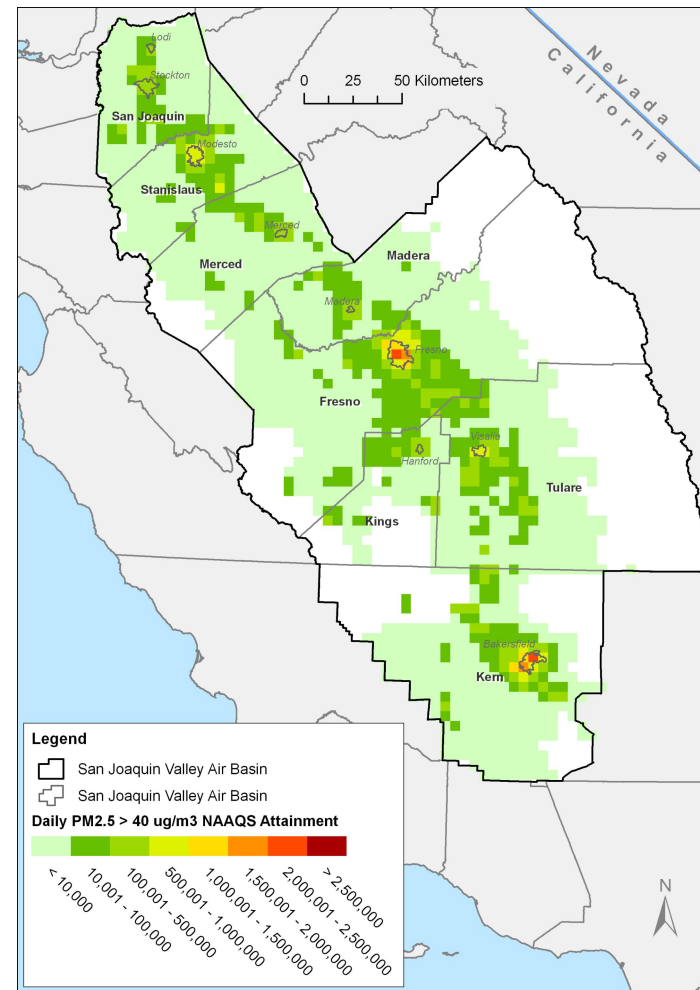 Nevada
California
0 25 50 Kilometers
Lodi
Stockton
San Joaquin
Modesto
Stanislaus
Merced
Merced
Madera
Madera
Fresno
Fresno
Visalia
Hanford
Tulare
Kings
Bakersfield
Kern
Legend
San Joaquin Valley Air Basin
San Joaquin Valley Air Basin
Daily PM2.5 > 40 ug/m3 NAAQS Attainment
< 10,000
10,001 - 100,000
100,001 - 500,000
500,001 - 1,000,000
1,000,001 - 1,500,000
1,500,001 - 2,000,000
2,000,001 - 2,500,000
> 2,500,000
N